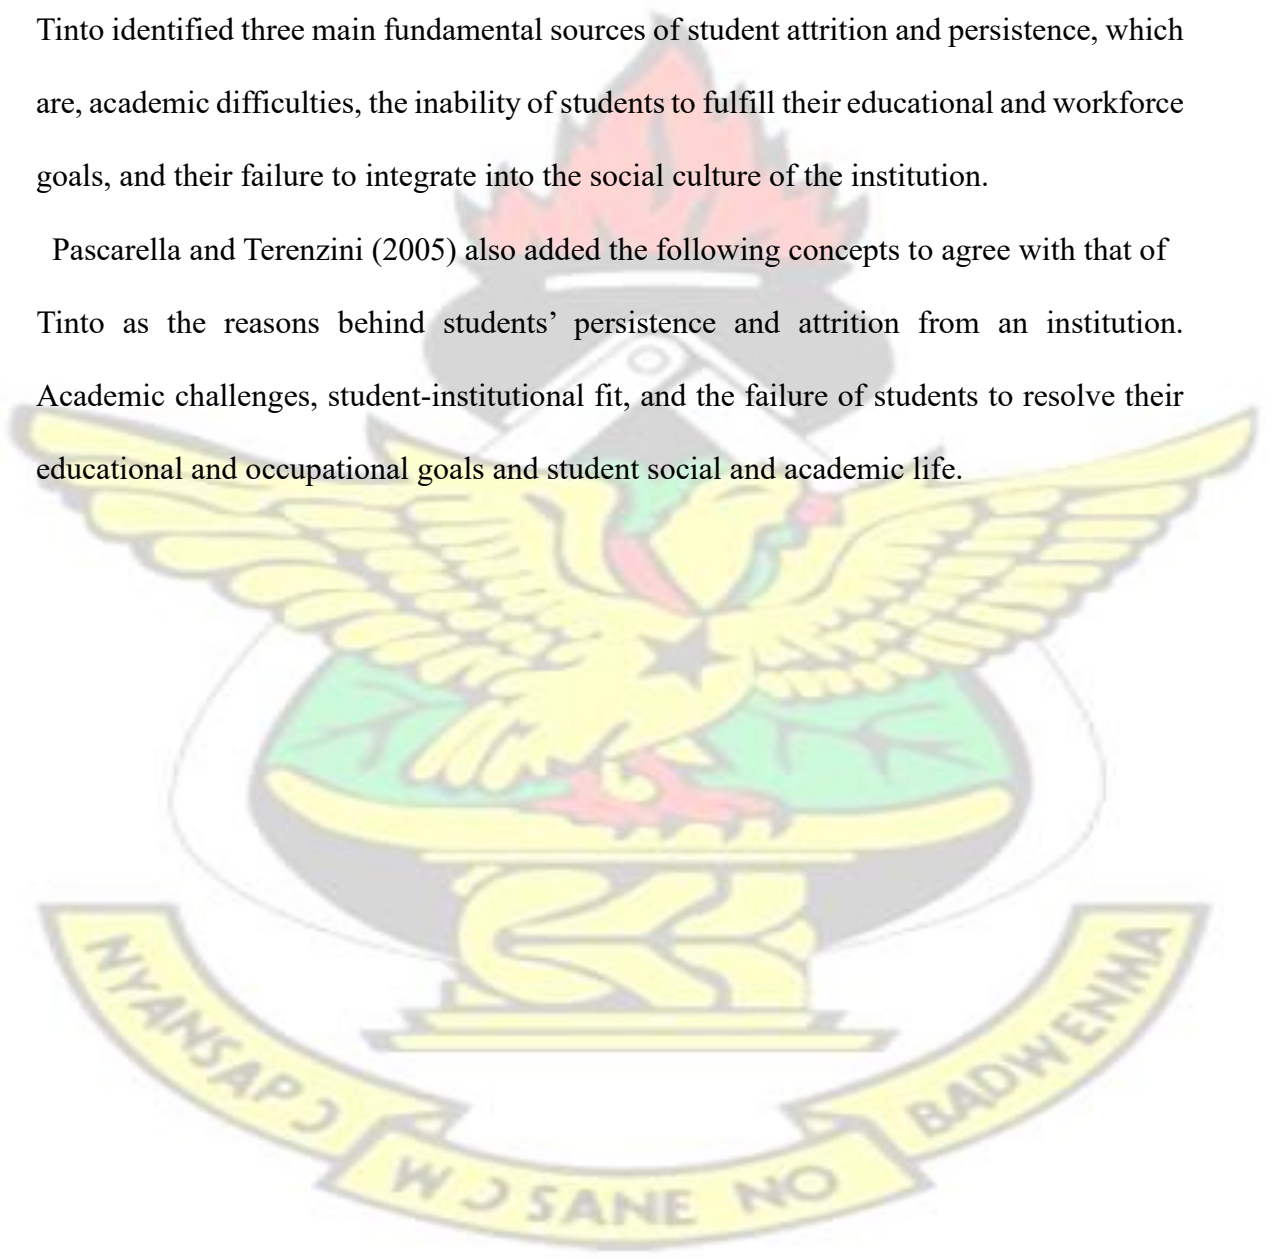 Tinto identified three main fundamental sources of student attrition and persistence, which
are, academic difficulties, the inability of students to fulfill their educational and workforce
goals, and their failure to integrate into the social culture of the institution.
Pascarella and Terenzini (2005) also added the following concepts to agree with that of
Tinto as the reasons behind students’ persistence and attrition from an institution.
Academic challenges, student-institutional fit, and the failure of students to resolve their
educational and occupational goals and student social and academic life.
NYANSAPƆ
WƆSANE NO
BADWENMA